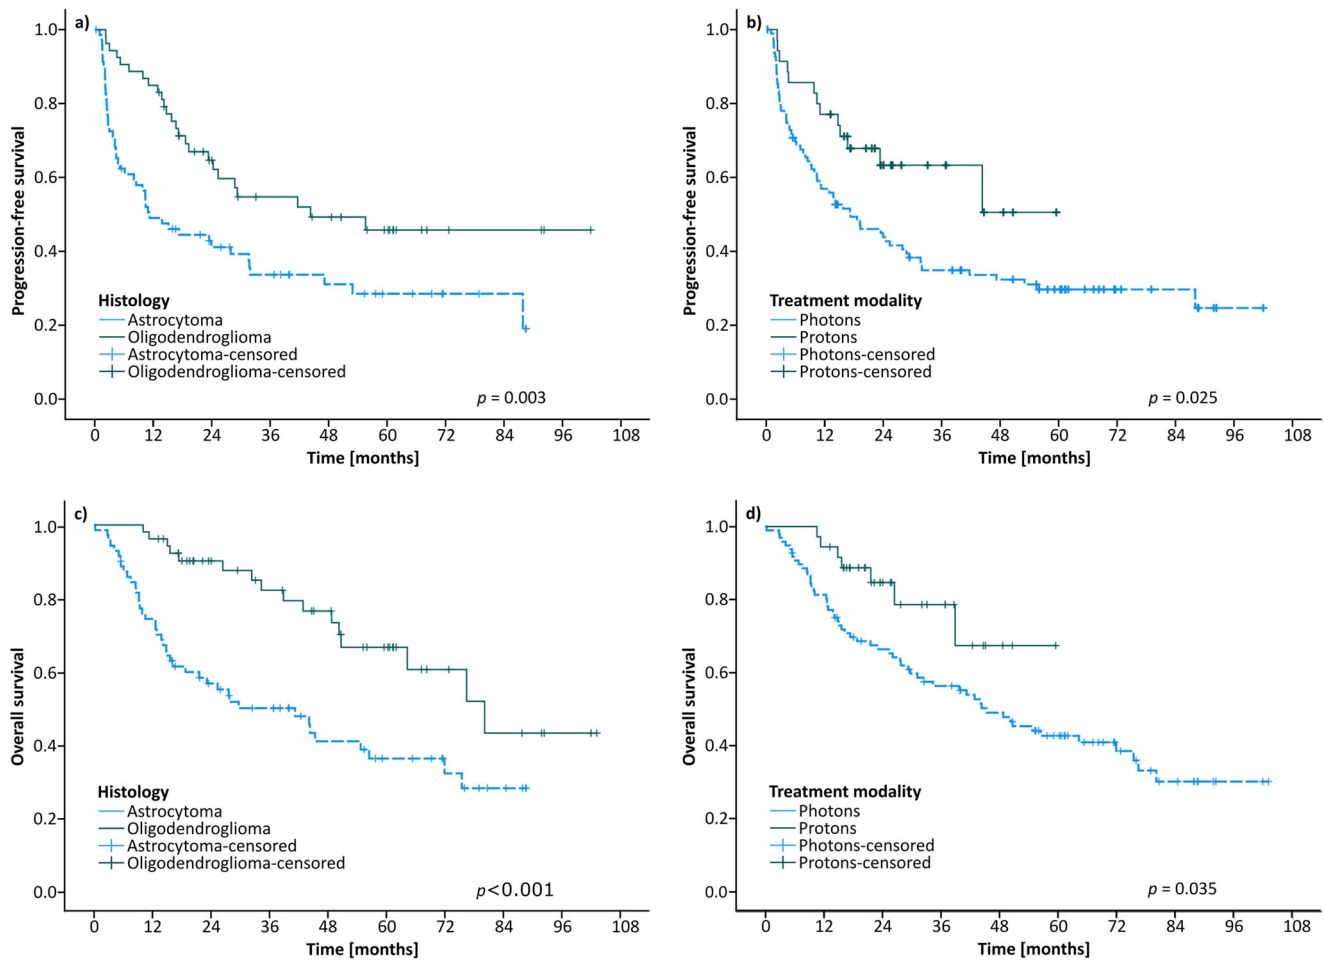 a)
Progression-free survival
1.0
0.8
0.6
0.4
0.2
0.0
Histology
Astrocytoma
Oligodendroglioma
Astrocytoma-censored
Oligodendroglioma-censored
p = 0.003
0 12 24 36 48 60 72 84 96 108
Time [months]
b)
Progression-free survival
1.0
0.8
0.6
0.4
0.2
0.0
Treatment modality
Photons
Protons
Photons-censored
Protons-censored
p = 0.025
0 12 24 36 48 60 72 84 96 108
Time [months]
c)
Overall survival
1.0
0.8
0.6
0.4
0.2
0.0
Histology
Astrocytoma
Oligodendroglioma
Astrocytoma-censored
Oligodendroglioma-censored
p<0.001
0 12 24 36 48 60 72 84 96 108
Time [months]
d)
Overall survival
1.0
0.8
0.6
0.4
0.2
0.0
Treatment modality
Photons
Protons
Photons-censored
Protons-censored
p = 0.035
0 12 24 36 48 60 72 84 96 108
Time [months]